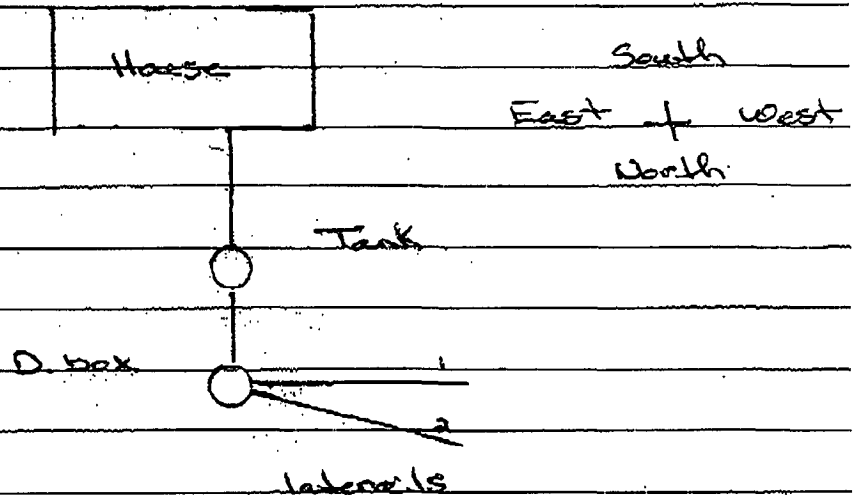 House
South
East + West
North
Tank
D. box
1
2
laterals